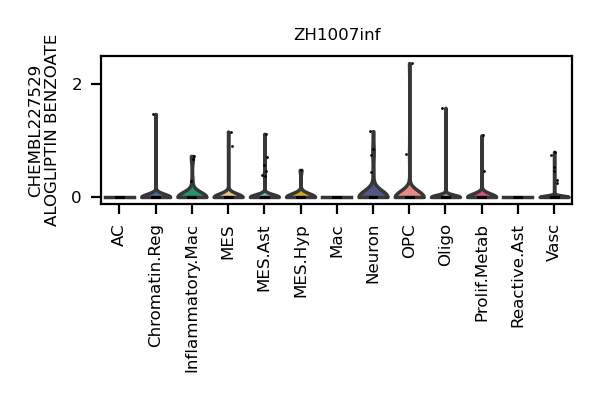 ZH1007inf
CHEMBL227529
ALOGLIPTIN BENZOATE
2
0
AC
Chromatin.Reg
Inflammatory.Mac
MES
MES.Ast
MES.Hyp
Mac
Neuron
OPC
Oligo
Prolif.Metab
Reactive.Ast
Vasc